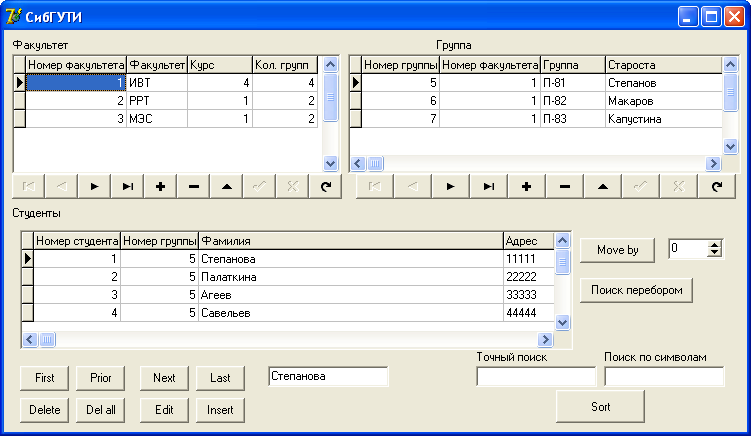 СибГУТИ
Факультет
Группа
Номер факультета Факультет Курс Кол. групп
1 ИВТ 4 4
2 РРТ 1 2
3 МЭС 1 2
Номер группы Номер факультета Группа Староста
5 1 П-81 Степанов
6 1 П-82 Макаров
7 1 П-83 Капустина
Студенты
Номер студента Номер группы Фамилия Адрес
1 5 Степанова 11111
2 5 Палаткина 22222
3 5 Агеев 33333
4 5 Савельев 44444
Move by 0
Поиск перебором
Точный поиск Поиск по символам
First Prior Next Last Степанова
Delete Del all Edit Insert Sort